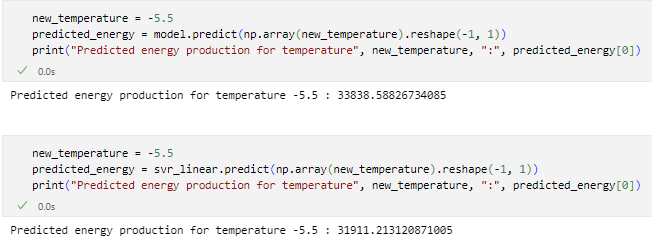 new_temperature = -5.5
predicted_energy = model.predict(np.array(new_temperature).reshape(-1, 1))
print("Predicted energy production for temperature", new_temperature, ":", predicted_energy[0])
✓ 0.0s
Predicted energy production for temperature -5.5 : 33838.58826734085
new_temperature = -5.5
predicted_energy = svr_linear.predict(np.array(new_temperature).reshape(-1, 1))
print("Predicted energy production for temperature", new_temperature, ":", predicted_energy[0])
✓ 0.0s
Predicted energy production for temperature -5.5 : 31911.213120871005